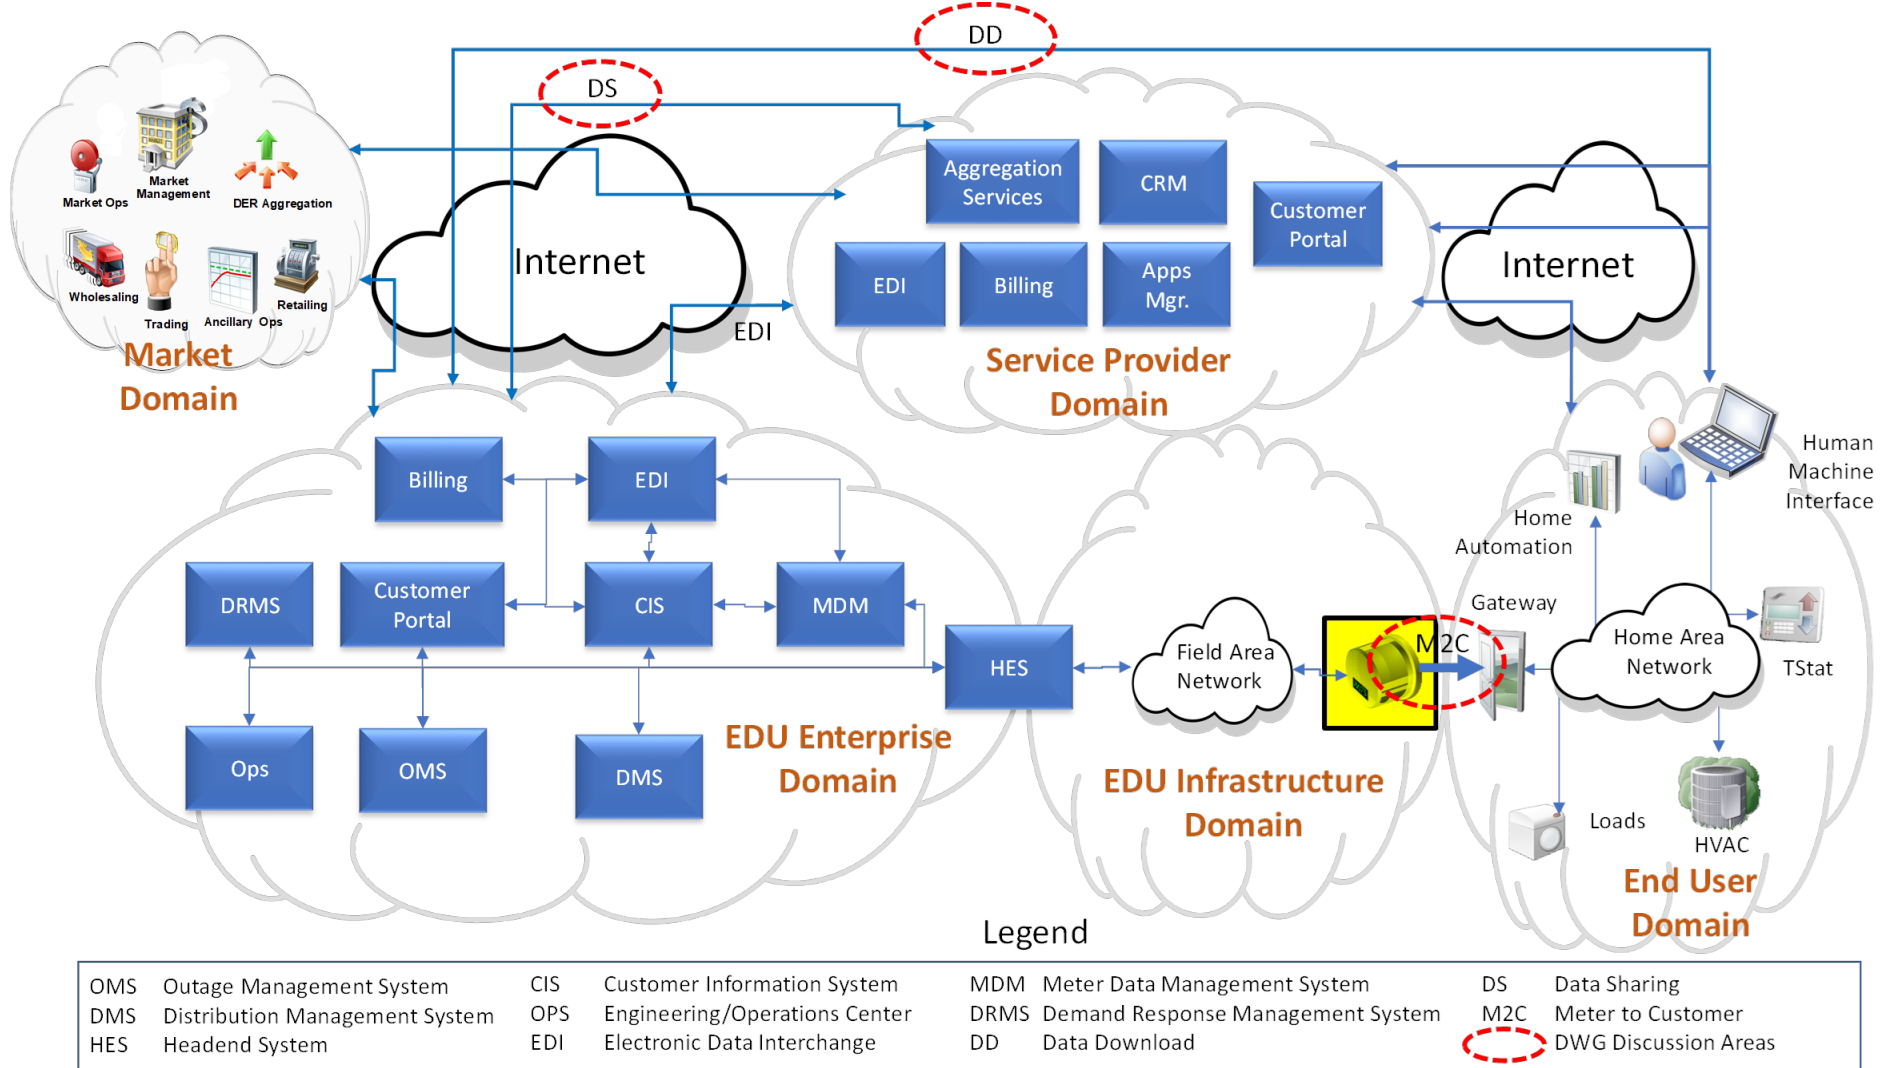 DD
DS
Market Ops
Market
Management
DER Aggregation
Wholesaling
Trading
Ancillary Ops
Retailing
Market
Domain
Internet
EDI
Aggregation
Services
CRM
Customer
Portal
EDI
Billing
Apps
Mgr.
Service Provider
Domain
Internet
Billing
EDI
DRMS
Customer
Portal
CIS
MDM
HES
Ops
OMS
DMS
EDU Enterprise
Domain
Field Area
Network
M2C
EDU Infrastructure
Domain
Human
Machine
Interface
Home
Automation
Gateway
Home Area
Network
TStat
Loads
HVAC
End User
Domain
Legend
OMS Outage Management System
DMS Distribution Management System
HES Headend System
CIS Customer Information System
OPS Engineering/Operations Center
EDI Electronic Data Interchange
MDM Meter Data Management System
DRMS Demand Response Management System
DD Data Download
DS Data Sharing
M2C Meter to Customer
DWG Discussion Areas